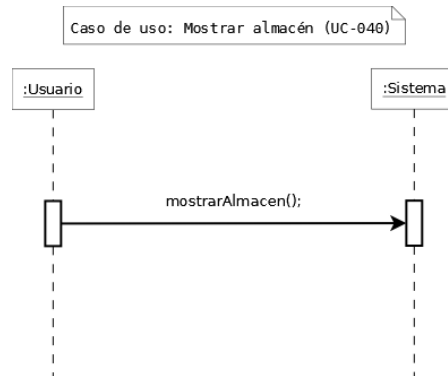 Caso de uso: Mostrar almacén (UC-040)
:Usuario
:Sistema
mostrarAlmacen();